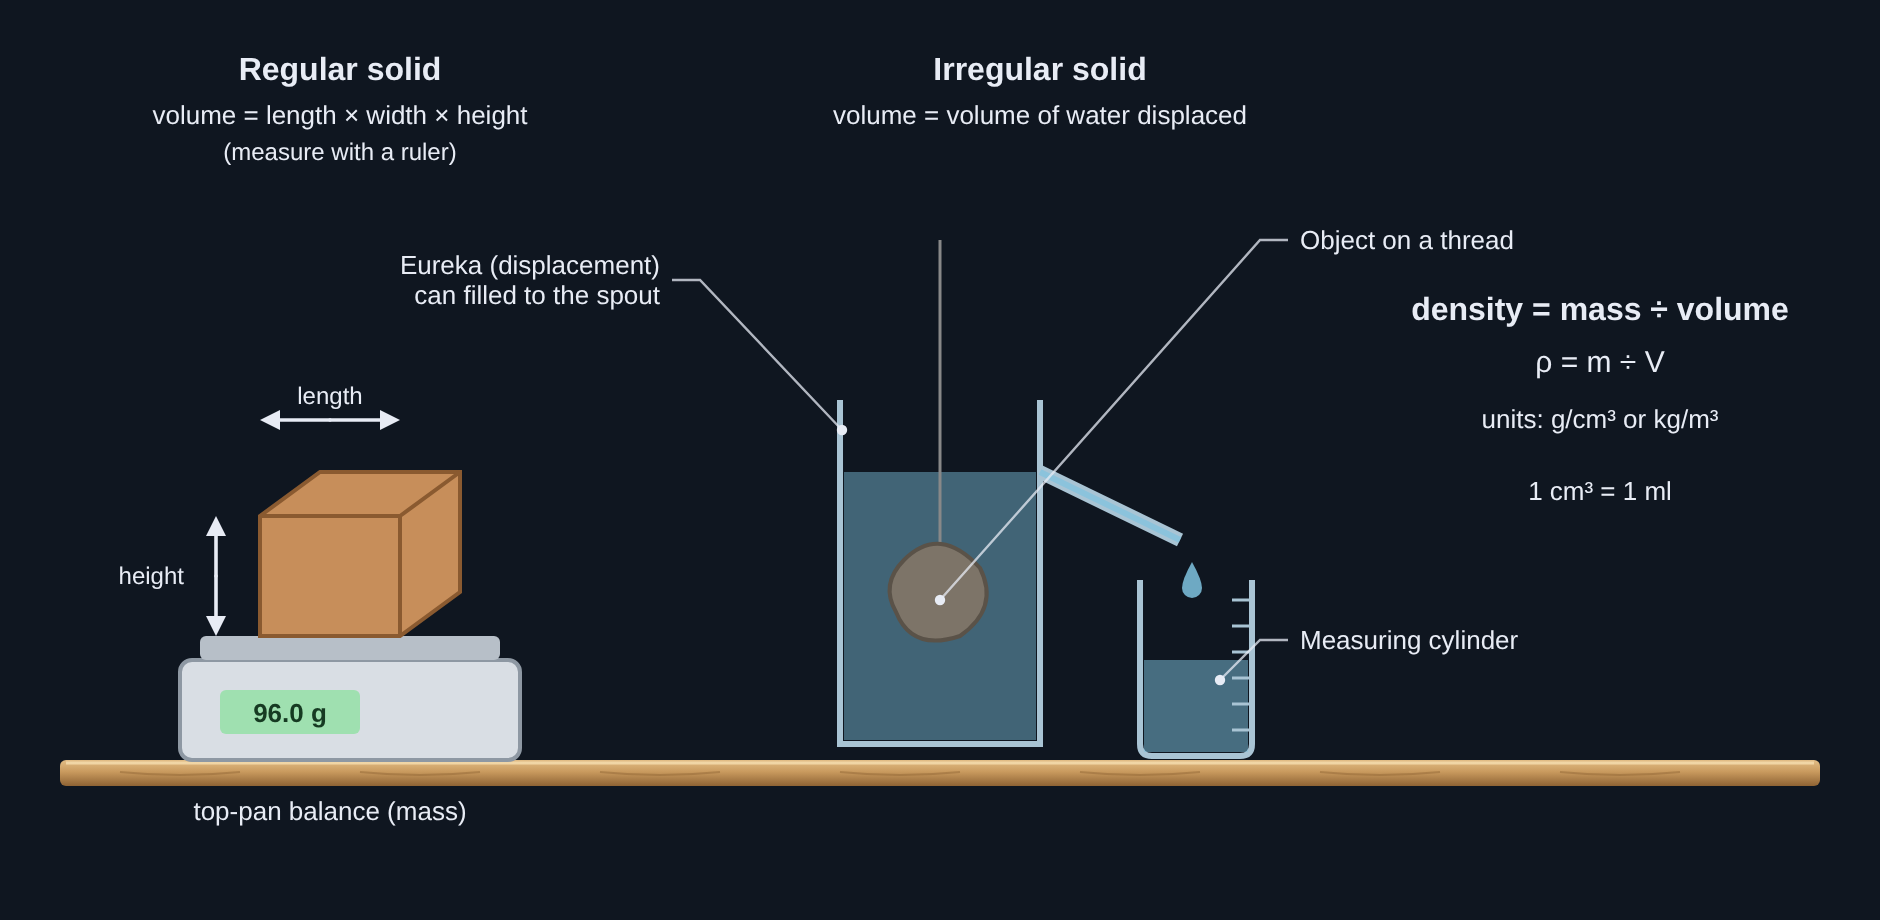 Regular solid
volume = length × width × height
(measure with a ruler)
Irregular solid
volume = volume of water displaced
Eureka (displacement)
can filled to the spout
Object on a thread
density = mass ÷ volume
ρ = m ÷ V
units: g/cm³ or kg/m³
1 cm³ = 1 ml
length
height
Measuring cylinder
96.0 g
top-pan balance (mass)